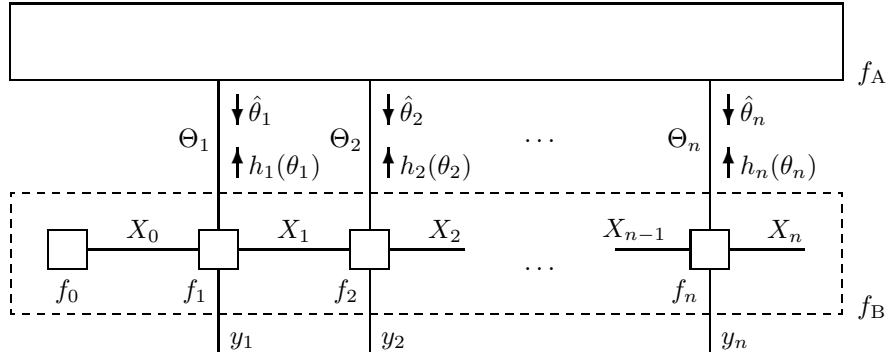 f_A
θ̂_1 θ̂_2 θ̂_n
Θ_1 Θ_2 … Θ_n
h_1(θ_1) h_2(θ_2) h_n(θ_n)
X_0 X_1 X_2 X_{n−1} X_n
…
f_0 f_1 f_2 f_n
f_B
y_1 y_2 y_n